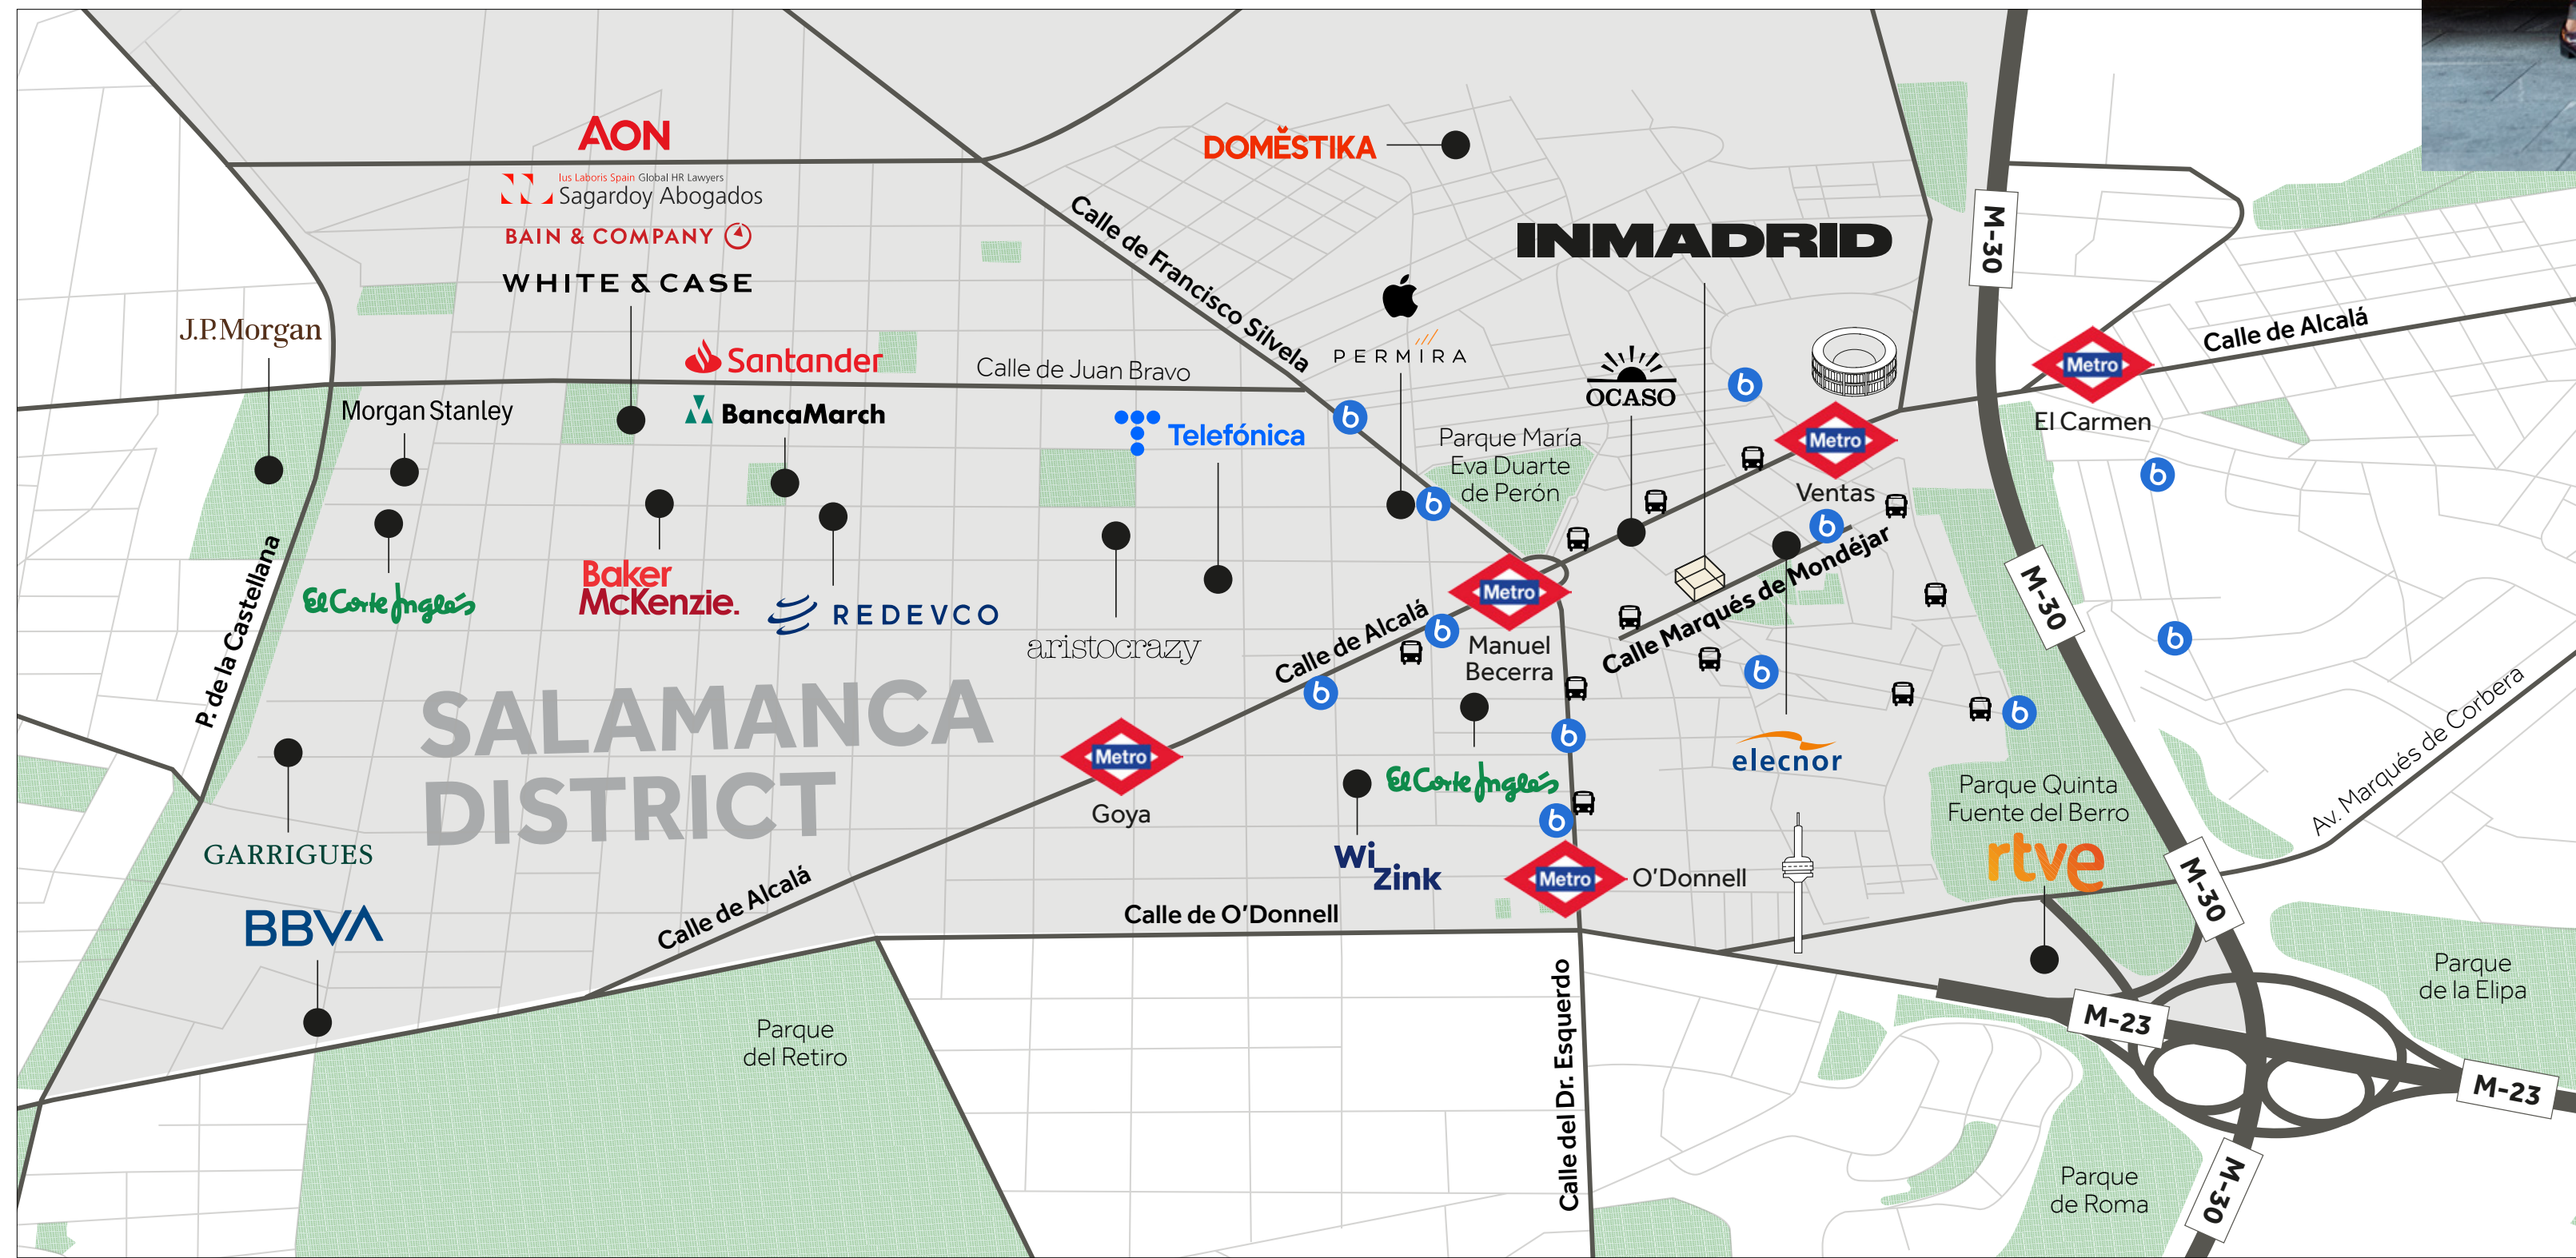 AON
Ius Laboris Spain Global HR Lawyers
Sagardoy Abogados
BAIN & COMPANY
WHITE & CASE
DOMĚSTIKA
INMADRID
M-30
Calle de Francisco Silvela
J.P.Morgan
Santander
Calle de Juan Bravo
PERMIRA
OCASO
Metro
El Carmen
Calle de Alcalá
Morgan Stanley
BancaMarch
Telefónica
b
Parque María
Eva Duarte
de Perón
b
Metro
Ventas
b
b
b
b
Calle Marqués de Mondéjar
P. de la Castellana
El Corte Inglés
Baker
McKenzie.
REDEVCO
aristocrazy
Calle de Alcalá
b
b
Metro
Manuel
Becerra
b
b
b
M-30
b
SALAMANCA
DISTRICT
Metro
Goya
El Corte Inglés
b
elecnor
Parque Quinta
Fuente del Berro
rtve
Av. Marqués de Corbera
GARRIGUES
Wi
Zink
Metro
O'Donnell
M-30
BBVA
Calle de Alcalá
Calle de O'Donnell
Parque
del Retiro
Calle del Dr. Esquerdo
Parque
de la Elipa
M-23
M-23
Parque
de Roma
M-30